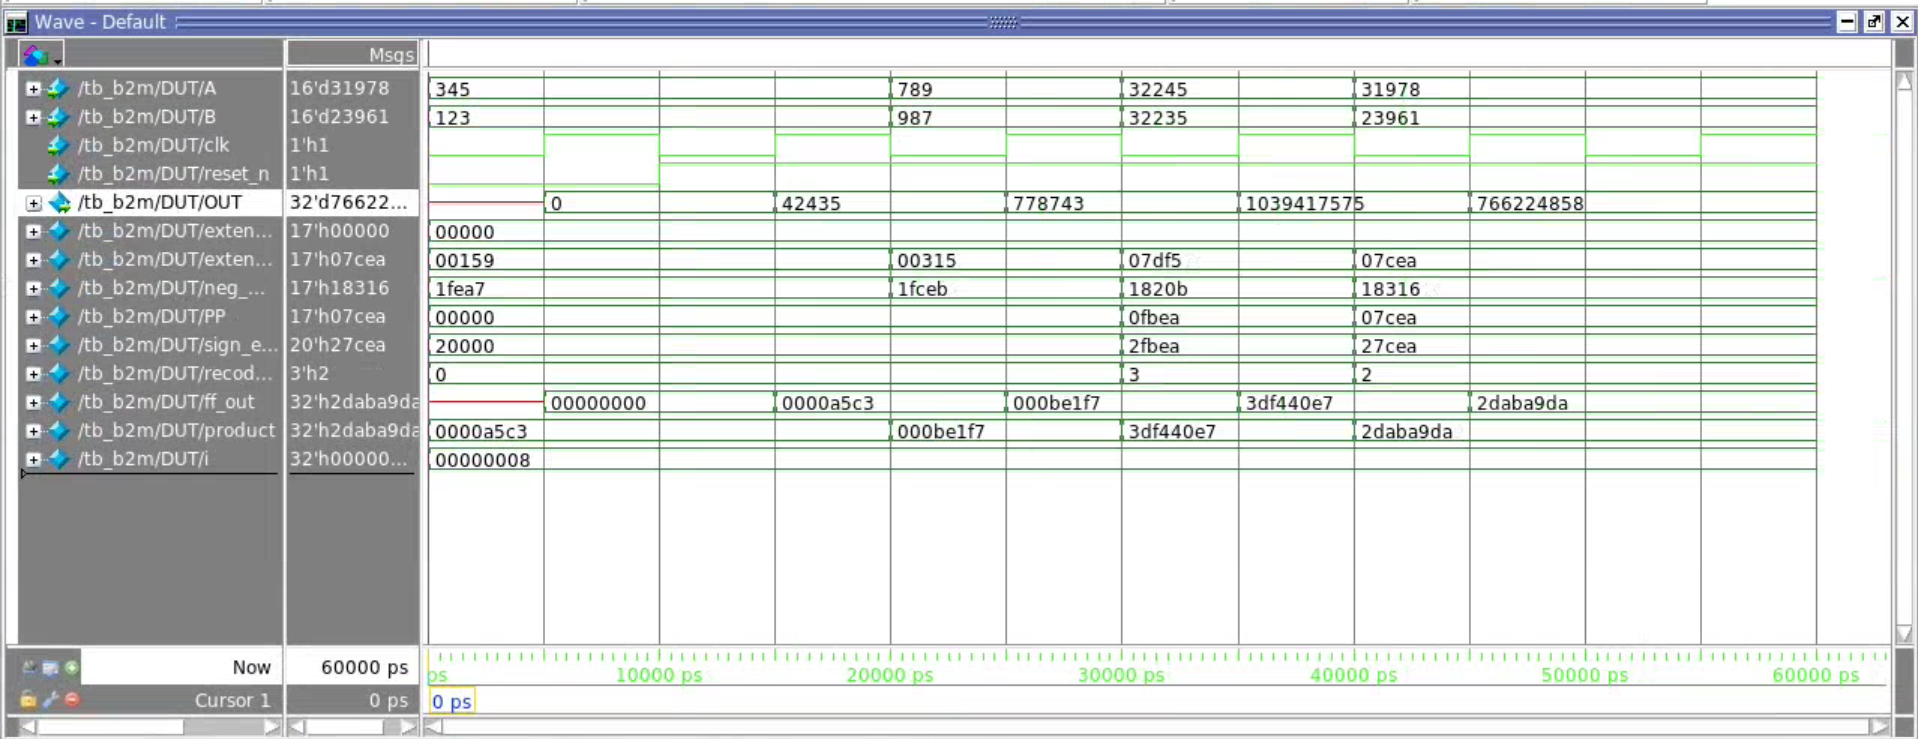 Wave - Default
Msgs
/tb_b2m/DUT/A 16'd31978 345 789 32245 31978
/tb_b2m/DUT/B 16'd23961 123 987 32235 23961
/tb_b2m/DUT/clk 1'h1
/tb_b2m/DUT/reset_n 1'h1
/tb_b2m/DUT/OUT 32'd76622... 0 42435 778743 1039417575 766224858
/tb_b2m/DUT/exten... 17'h00000 00000
/tb_b2m/DUT/exten... 17'h07cea 00159 00315 07df5 07cea
/tb_b2m/DUT/neg_... 17'h18316 1fea7 1fceb 1820b 18316
/tb_b2m/DUT/PP 17'h07cea 00000 0fbea 07cea
/tb_b2m/DUT/sign_e... 20'h27cea 20000 2fbea 27cea
/tb_b2m/DUT/recod... 3'h2 0 3 2
/tb_b2m/DUT/ff_out 32'h2daba9da 00000000 0000a5c3 000be1f7 3df440e7 2daba9da
/tb_b2m/DUT/product 32'h2daba9da 0000a5c3 000be1f7 3df440e7 2daba9da
/tb_b2m/DUT/i 32'h00000... 00000008
Now 60000 ps ps 10000 ps 20000 ps 30000 ps 40000 ps 50000 ps 60000 ps
Cursor 1 0 ps 0 ps